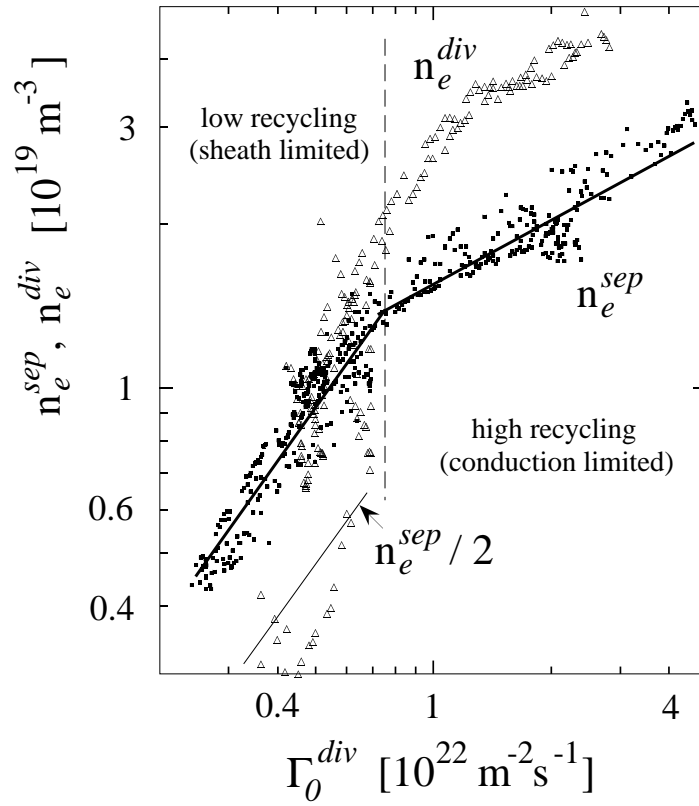 n_e^div
low recycling
(sheath limited)
3
n_e^sep, n_e^div [10^19 m^-3]
n_e^sep
1
high recycling
(conduction limited)
0.6
n_e^sep / 2
0.4
0.4 1 4
Γ_0^div [10^22 m^-2 s^-1]